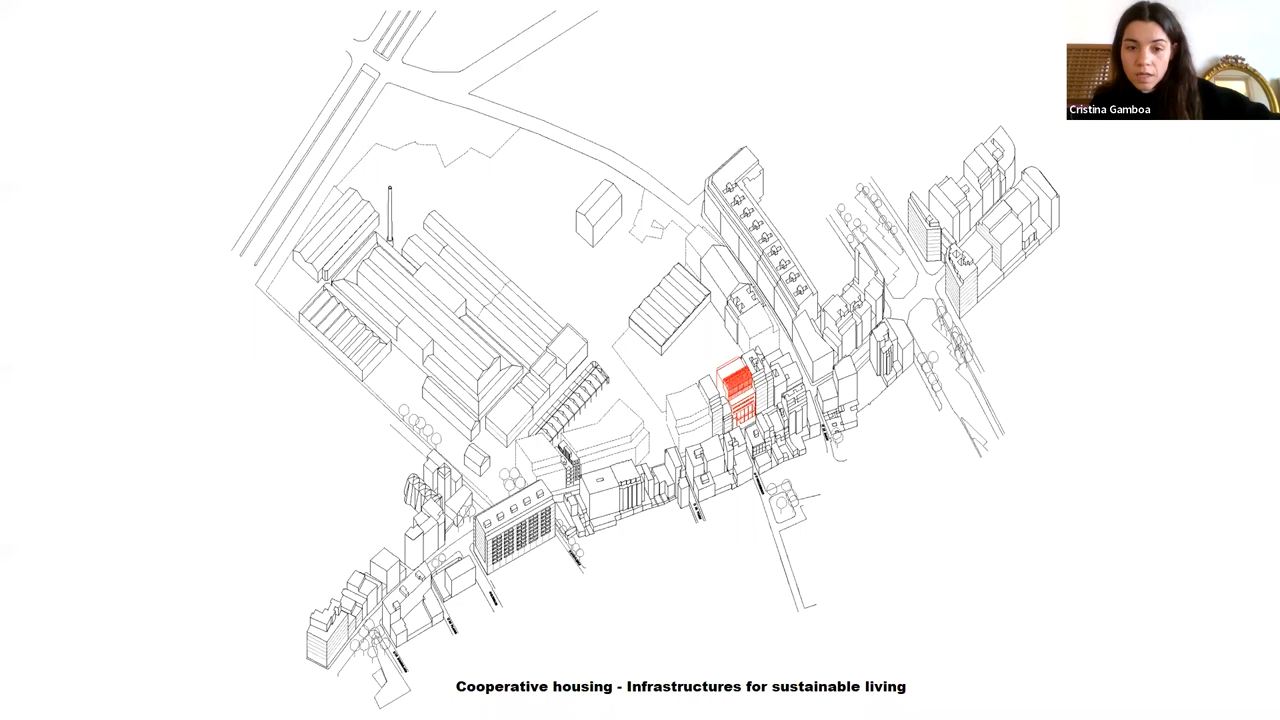 Cristina Gamboa
Cooperative housing - Infrastructures for sustainable living